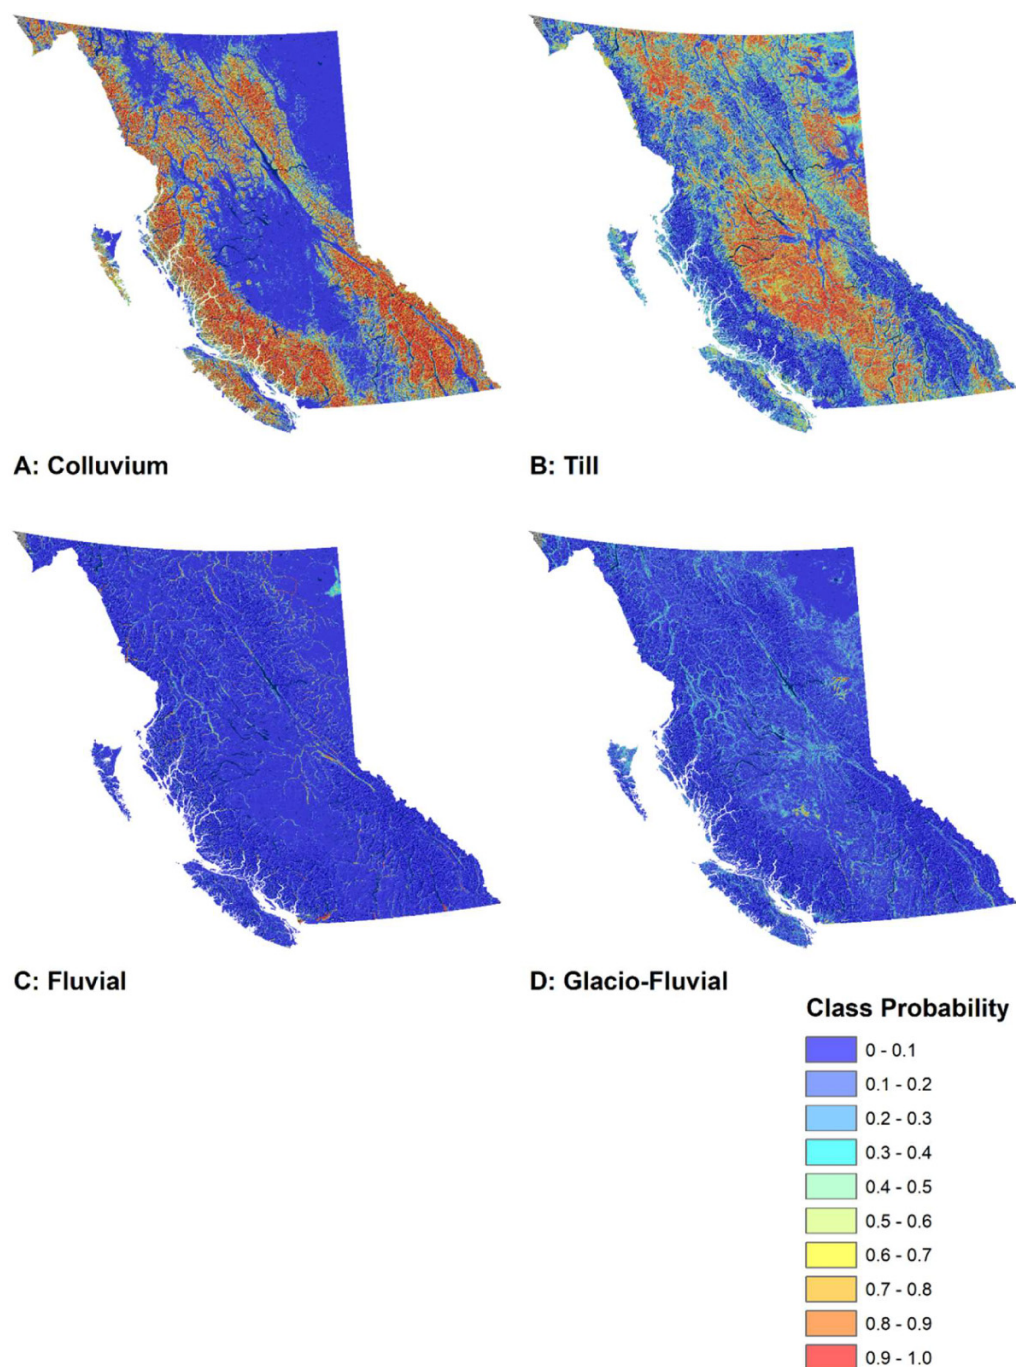 A: Colluvium
B: Till
C: Fluvial
D: Glacio-Fluvial
Class Probability
0 - 0.1
0.1 - 0.2
0.2 - 0.3
0.3 - 0.4
0.4 - 0.5
0.5 - 0.6
0.6 - 0.7
0.7 - 0.8
0.8 - 0.9
0.9 - 1.0